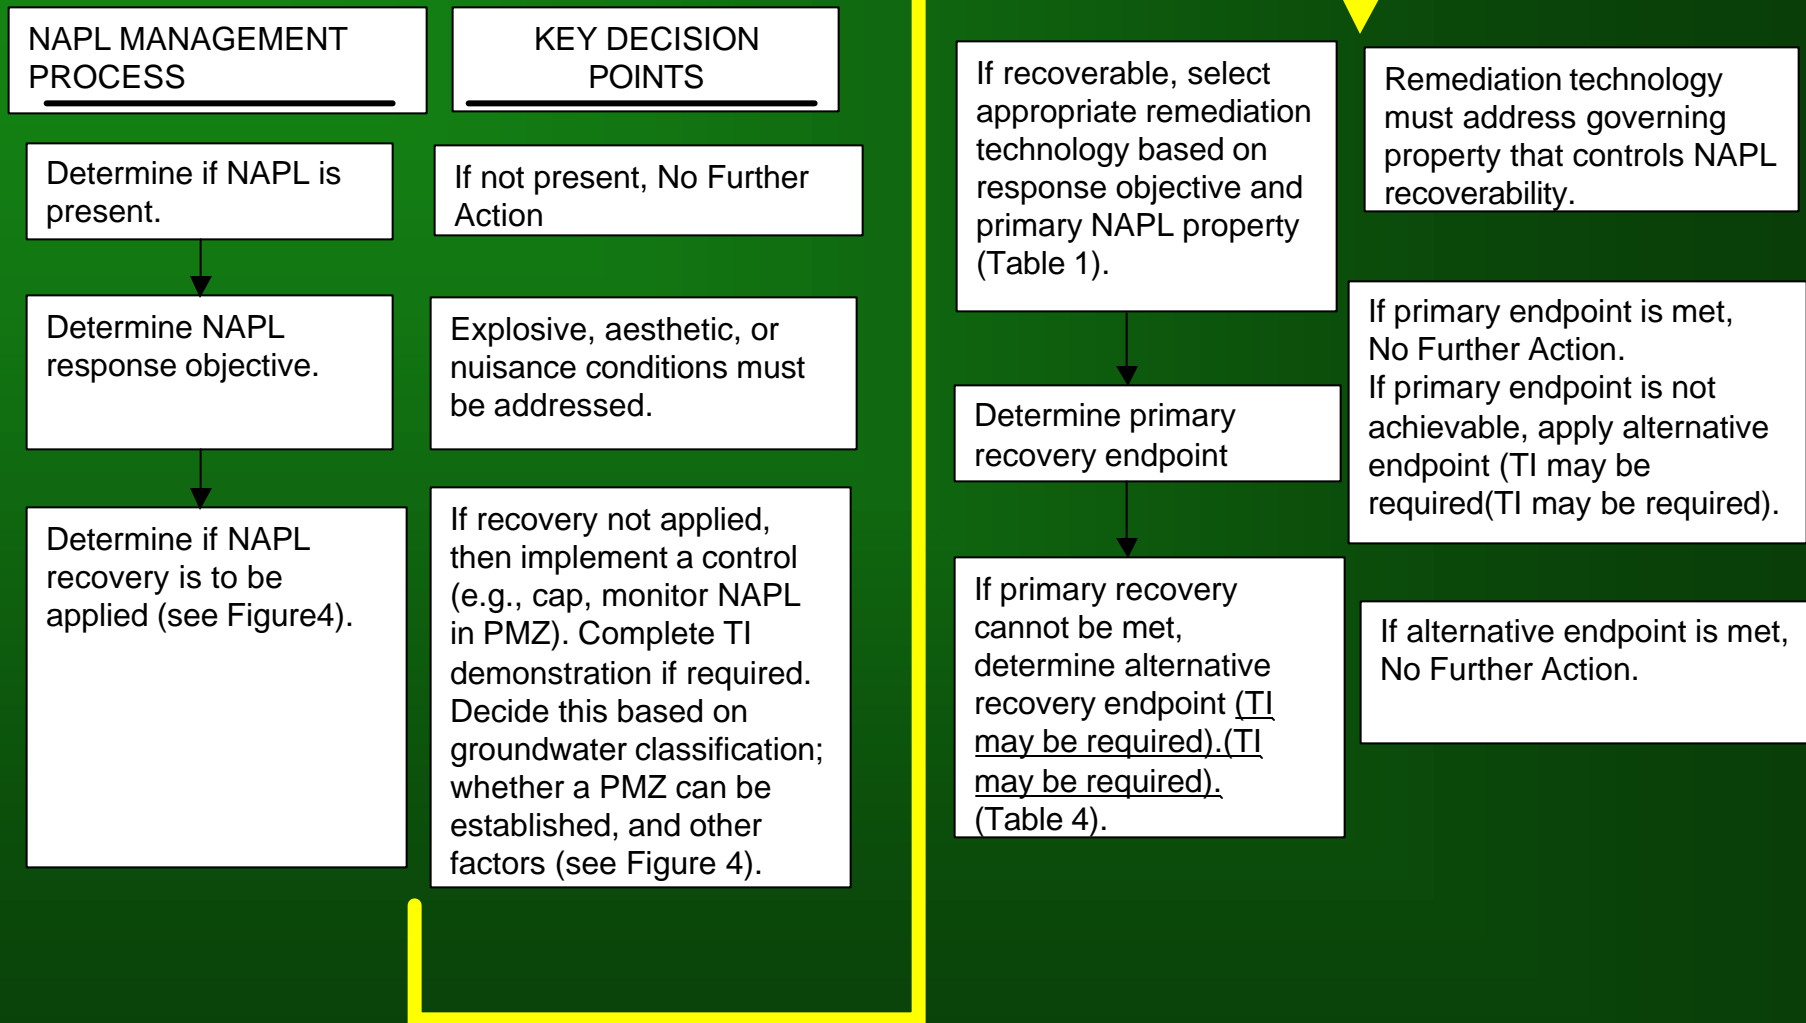 NAPL MANAGEMENT
PROCESS
KEY DECISION
POINTS
Determine if NAPL is
present.
If not present, No Further
Action
Determine NAPL
response objective.
Explosive, aesthetic, or
nuisance conditions must
be addressed.
Determine if NAPL
recovery is to be
applied (see Figure4).
If recovery not applied,
then implement a control
(e.g., cap, monitor NAPL
in PMZ). Complete TI
demonstration if required.
Decide this based on
groundwater classification;
whether a PMZ can be
established, and other
factors (see Figure 4).
If recoverable, select
appropriate remediation
technology based on
response objective and
primary NAPL property
(Table 1).
Remediation technology
must address governing
property that controls NAPL
recoverability.
Determine primary
recovery endpoint
If primary endpoint is met,
No Further Action.
If primary endpoint is not
achievable, apply alternative
endpoint (TI may be
required(TI may be required).
If primary recovery
cannot be met,
determine alternative
recovery endpoint (TI
may be required).(TI
may be required).
(Table 4).
If alternative endpoint is met,
No Further Action.